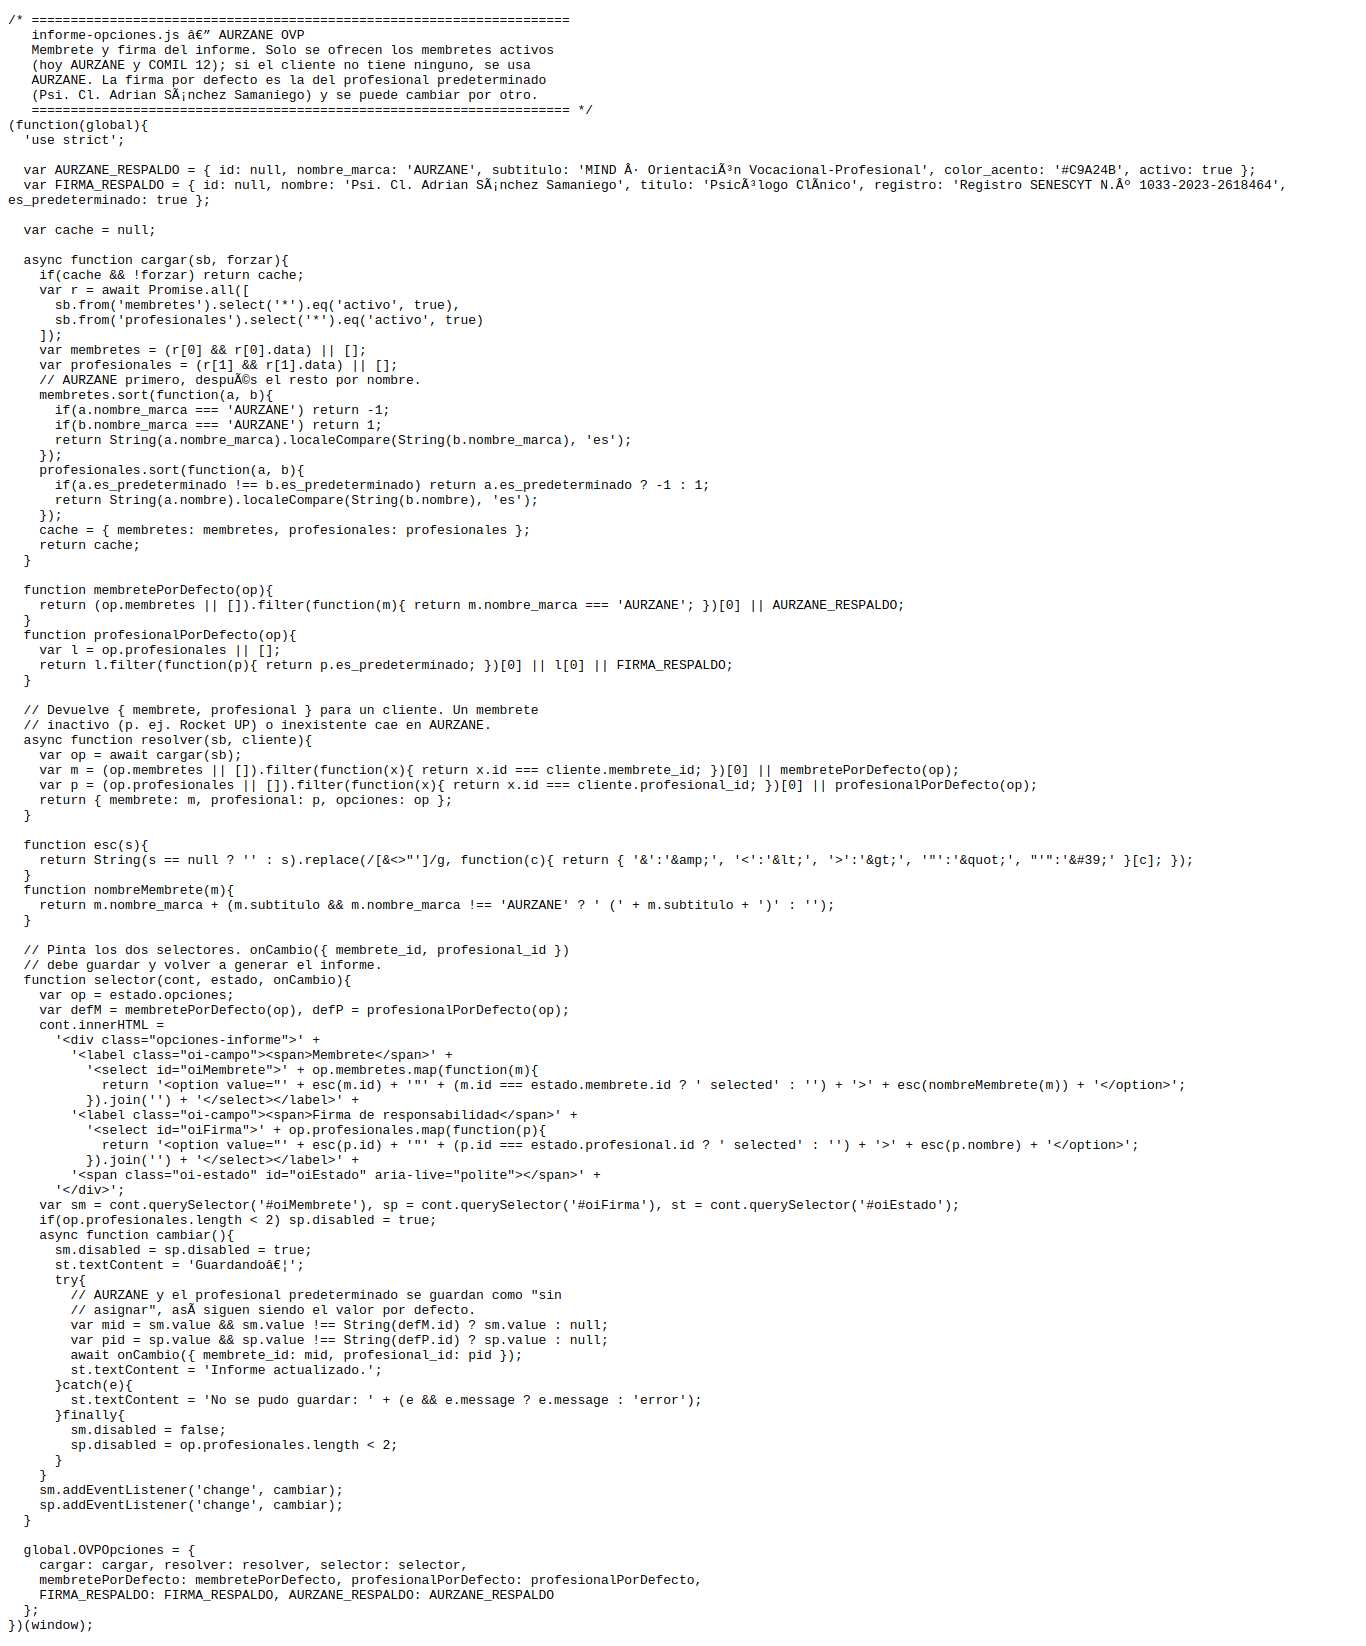 /* =====================================================================
   informe-opciones.js â€” AURZANE OVP
   Membrete y firma del informe. Solo se ofrecen los membretes activos
   (hoy AURZANE y COMIL 12); si el cliente no tiene ninguno, se usa
   AURZANE. La firma por defecto es la del profesional predeterminado
   (Psi. Cl. Adrian SÃ¡nchez Samaniego) y se puede cambiar por otro.
   ===================================================================== */
(function(global){
  'use strict';

  var AURZANE_RESPALDO = { id: null, nombre_marca: 'AURZANE', subtitulo: 'MIND Â· OrientaciÃ³n Vocacional-Profesional', color_acento: '#C9A24B', activo: true };
  var FIRMA_RESPALDO = { id: null, nombre: 'Psi. Cl. Adrian SÃ¡nchez Samaniego', titulo: 'PsicÃ³logo ClÃ­nico', registro: 'Registro SENESCYT N.Âº 1033-2023-2618464',
es_predeterminado: true };

  var cache = null;

  async function cargar(sb, forzar){
    if(cache && !forzar) return cache;
    var r = await Promise.all([
      sb.from('membretes').select('*').eq('activo', true),
      sb.from('profesionales').select('*').eq('activo', true)
    ]);
    var membretes = (r[0] && r[0].data) || [];
    var profesionales = (r[1] && r[1].data) || [];
    // AURZANE primero, despuÃ©s el resto por nombre.
    membretes.sort(function(a, b){
      if(a.nombre_marca === 'AURZANE') return -1;
      if(b.nombre_marca === 'AURZANE') return 1;
      return String(a.nombre_marca).localeCompare(String(b.nombre_marca), 'es');
    });
    profesionales.sort(function(a, b){
      if(a.es_predeterminado !== b.es_predeterminado) return a.es_predeterminado ? -1 : 1;
      return String(a.nombre).localeCompare(String(b.nombre), 'es');
    });
    cache = { membretes: membretes, profesionales: profesionales };
    return cache;
  }

  function membretePorDefecto(op){
    return (op.membretes || []).filter(function(m){ return m.nombre_marca === 'AURZANE'; })[0] || AURZANE_RESPALDO;
  }
  function profesionalPorDefecto(op){
    var l = op.profesionales || [];
    return l.filter(function(p){ return p.es_predeterminado; })[0] || l[0] || FIRMA_RESPALDO;
  }

  // Devuelve { membrete, profesional } para un cliente. Un membrete
  // inactivo (p. ej. Rocket UP) o inexistente cae en AURZANE.
  async function resolver(sb, cliente){
    var op = await cargar(sb);
    var m = (op.membretes || []).filter(function(x){ return x.id === cliente.membrete_id; })[0] || membretePorDefecto(op);
    var p = (op.profesionales || []).filter(function(x){ return x.id === cliente.profesional_id; })[0] || profesionalPorDefecto(op);
    return { membrete: m, profesional: p, opciones: op };
  }

  function esc(s){
    return String(s == null ? '' : s).replace(/[&<>"']/g, function(c){ return { '&':'&amp;', '<':'&lt;', '>':'&gt;', '"':'&quot;', "'":'&#39;' }[c]; });
  }
  function nombreMembrete(m){
    return m.nombre_marca + (m.subtitulo && m.nombre_marca !== 'AURZANE' ? ' (' + m.subtitulo + ')' : '');
  }

  // Pinta los dos selectores. onCambio({ membrete_id, profesional_id })
  // debe guardar y volver a generar el informe.
  function selector(cont, estado, onCambio){
    var op = estado.opciones;
    var defM = membretePorDefecto(op), defP = profesionalPorDefecto(op);
    cont.innerHTML =
      '<div class="opciones-informe">' +
        '<label class="oi-campo"><span>Membrete</span>' +
          '<select id="oiMembrete">' + op.membretes.map(function(m){
            return '<option value="' + esc(m.id) + '"' + (m.id === estado.membrete.id ? ' selected' : '') + '>' + esc(nombreMembrete(m)) + '</option>';
          }).join('') + '</select></label>' +
        '<label class="oi-campo"><span>Firma de responsabilidad</span>' +
          '<select id="oiFirma">' + op.profesionales.map(function(p){
            return '<option value="' + esc(p.id) + '"' + (p.id === estado.profesional.id ? ' selected' : '') + '>' + esc(p.nombre) + '</option>';
          }).join('') + '</select></label>' +
        '<span class="oi-estado" id="oiEstado" aria-live="polite"></span>' +
      '</div>';
    var sm = cont.querySelector('#oiMembrete'), sp = cont.querySelector('#oiFirma'), st = cont.querySelector('#oiEstado');
    if(op.profesionales.length < 2) sp.disabled = true;
    async function cambiar(){
      sm.disabled = sp.disabled = true;
      st.textContent = 'Guardandoâ€¦';
      try{
        // AURZANE y el profesional predeterminado se guardan como "sin
        // asignar", asÃ­ siguen siendo el valor por defecto.
        var mid = sm.value && sm.value !== String(defM.id) ? sm.value : null;
        var pid = sp.value && sp.value !== String(defP.id) ? sp.value : null;
        await onCambio({ membrete_id: mid, profesional_id: pid });
        st.textContent = 'Informe actualizado.';
      }catch(e){
        st.textContent = 'No se pudo guardar: ' + (e && e.message ? e.message : 'error');
      }finally{
        sm.disabled = false;
        sp.disabled = op.profesionales.length < 2;
      }
    }
    sm.addEventListener('change', cambiar);
    sp.addEventListener('change', cambiar);
  }

  global.OVPOpciones = {
    cargar: cargar, resolver: resolver, selector: selector,
    membretePorDefecto: membretePorDefecto, profesionalPorDefecto: profesionalPorDefecto,
    FIRMA_RESPALDO: FIRMA_RESPALDO, AURZANE_RESPALDO: AURZANE_RESPALDO
  };
})(window);